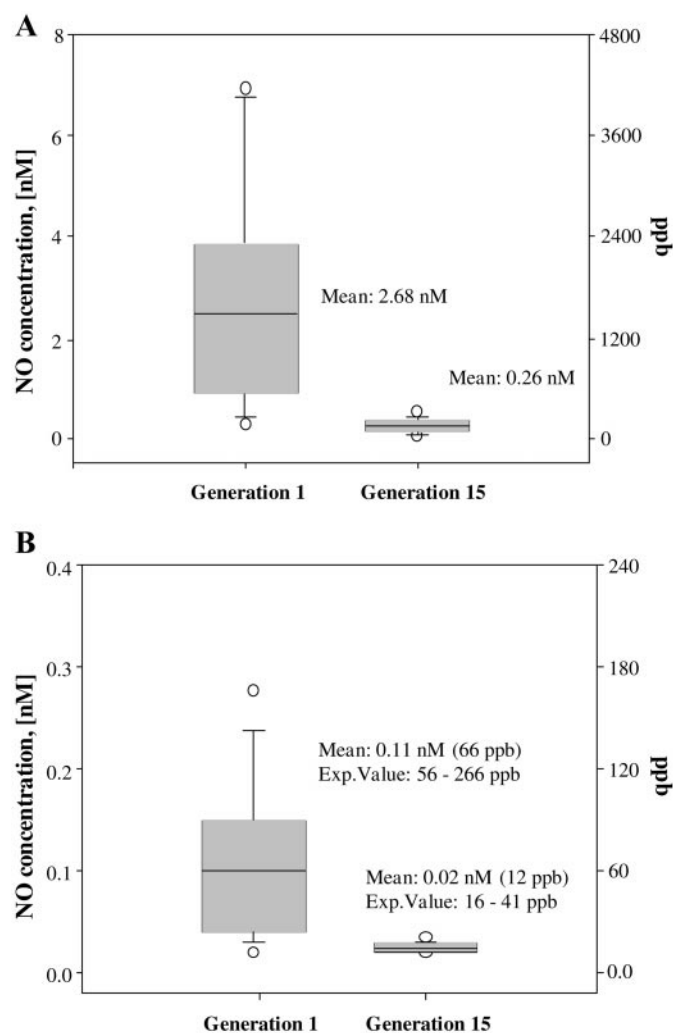 A
8
4800
6
3600
4
2400
2
1200
0
0
NO concentration, [nM]
ppb
Mean: 2.68 nM
Mean: 0.26 nM
Generation 1
Generation 15
B
0.4
240
0.3
180
0.2
120
0.1
60
0.0
0.0
NO concentration, [nM]
ppb
Mean: 0.11 nM (66 ppb)
Exp.Value: 56 - 266 ppb
Mean: 0.02 nM (12 ppb)
Exp.Value: 16 - 41 ppb
Generation 1
Generation 15